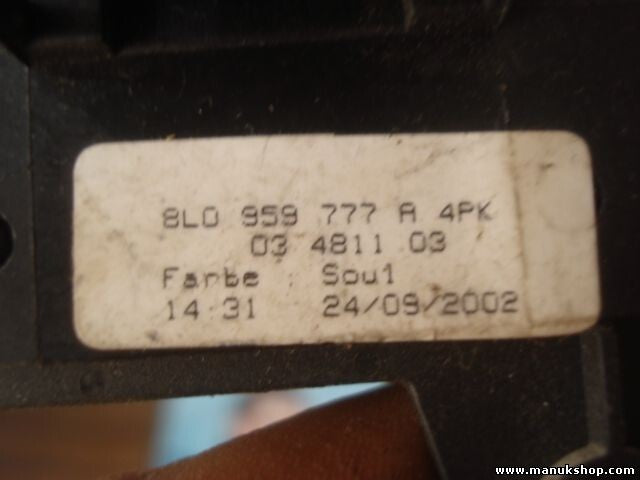 8L0 959 777 A 4PK
03 4811 03
Farbe : Soul
14:31 24/09/2002
www.manukshop.com